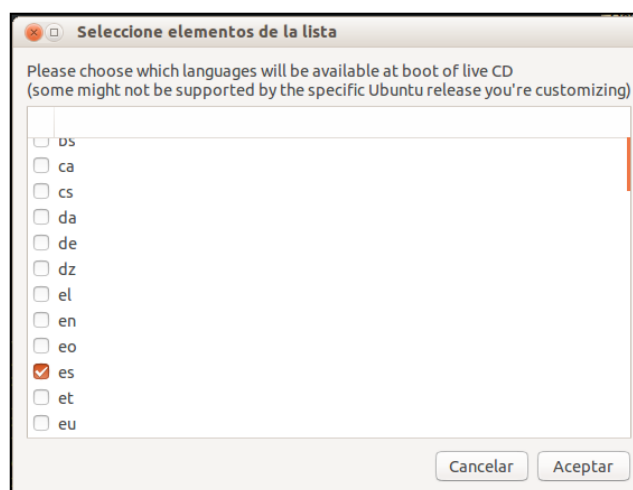 Seleccione elementos de la lista
Please choose which languages will be available at boot of live CD
(some might not be supported by the specific Ubuntu release you're customizing)
bs
ca
cs
da
de
dz
el
en
eo
es
et
eu
Cancelar Aceptar